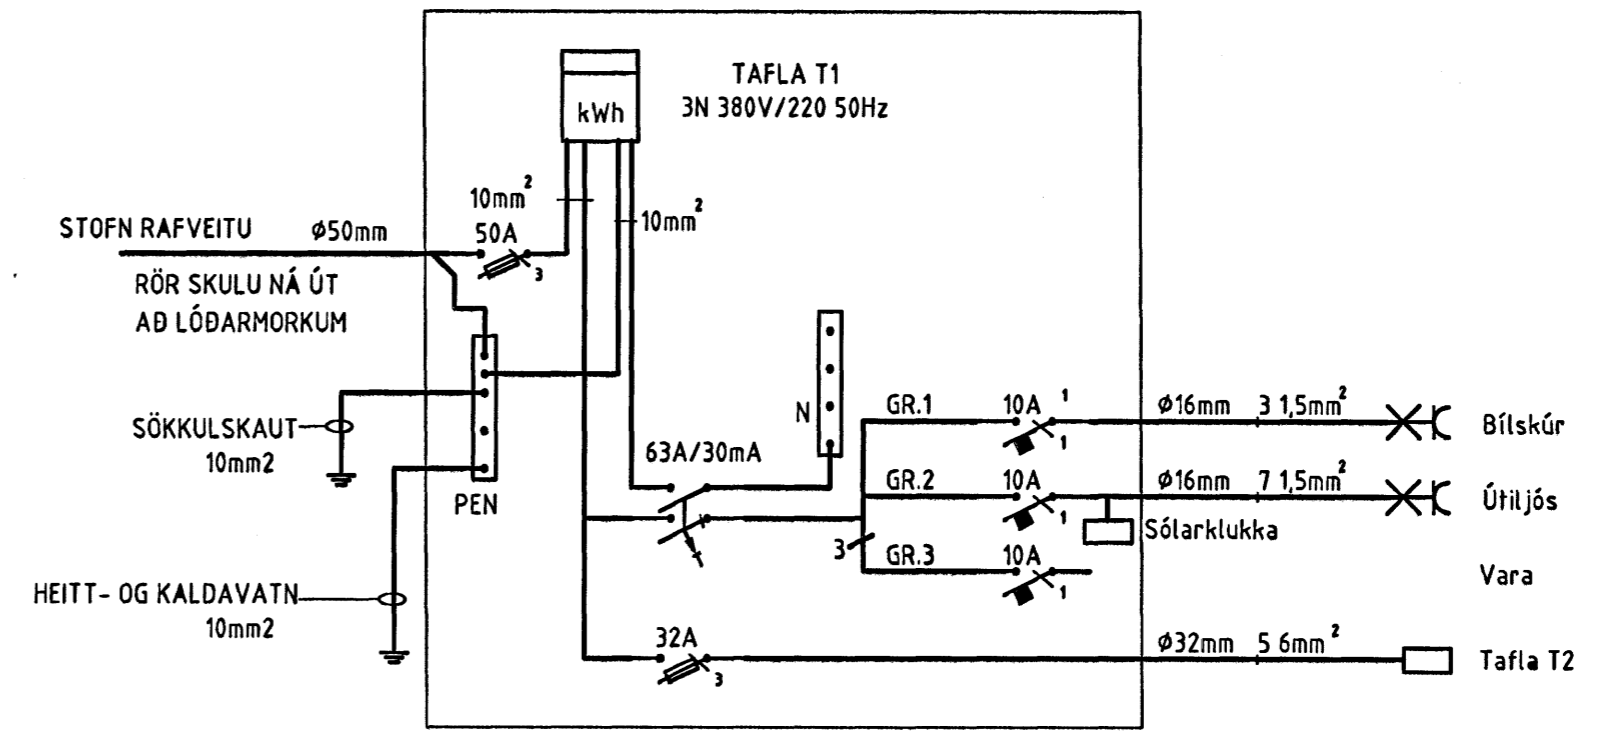 TAFLA T1
3N 380V/220 50Hz
kWh
10mm²
10mm²
STOFN RAFVEITU
ø50mm
50A
3
RÖR SKULU NÁ ÚT
AÐ LÓÐARMORKUM
SÖKKULSKAUT
10mm2
PEN
HEITT- OG KALDAVATN
10mm2
N
63A/30mA
3
GR.1
10A
1
1
ø16mm
3 1,5mm²
Bílskúr
GR.2
10A
1
ø16mm
7 1,5mm²
Útiljós
Sólarklukka
GR.3
10A
1
Vara
32A
3
ø32mm
5 6mm²
Tafla T2